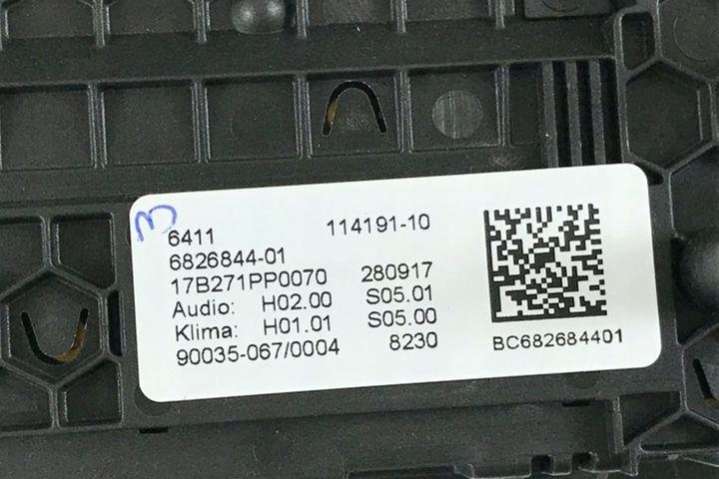 3
6411 114191-10
6826844-01
17B271PP0070 280917
Audio: H02.00 S05.01
Klima: H01.01 S05.00
90035-067/0004 8230
BC682684401